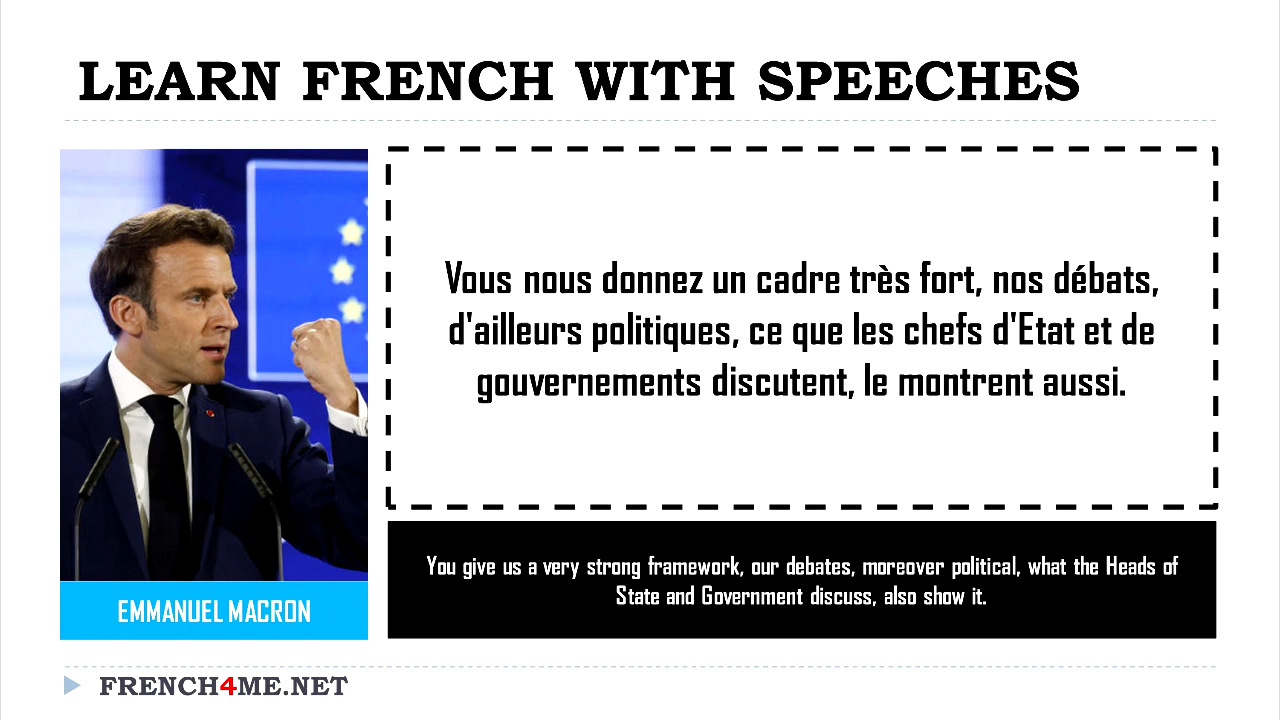 LEARN FRENCH WITH SPEECHES
Vous nous donnez un cadre très fort, nos débats,
d'ailleurs politiques, ce que les chefs d'Etat et de
gouvernements discutent, le montrent aussi.
You give us a very strong framework, our debates, moreover political, what the Heads of
State and Government discuss, also show it.
EMMANUEL MACRON
FRENCH4ME.NET